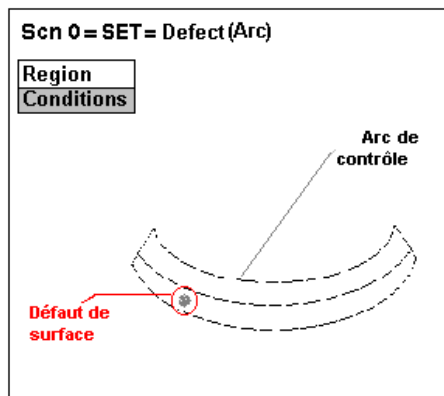 Scn 0=SET= Defect(Arc)
Region
Conditions
Arc de
contrôle
Défaut de
surface